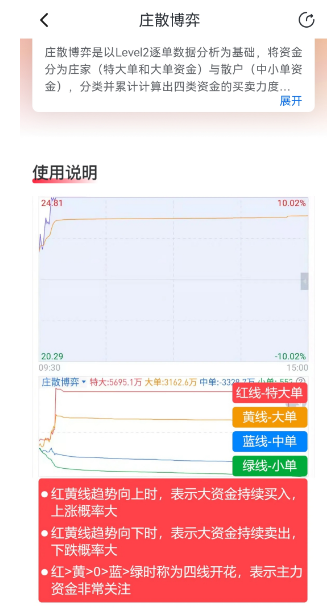 庄散博弈
庄散博弈是以Level2逐单数据分析为基础，将资金
分为庄家（特大单和大单资金）与散户（中小单资
金），分类并累计计算出四类资金的买卖力度...
展开
使用说明
24.81 10.02%
20.29 -10.02%
09:30 15:00
庄散博弈 特大:5695.1万 大单:3162.6万 中单:-3328.7万 小单:-552
红线-特大单
黄线-大单
蓝线-中单
绿线-小单
红黄线趋势向上时，表示大资金持续买入，
上涨概率大
红黄线趋势向下时，表示大资金持续卖出，
下跌概率大
红>黄>0>蓝>绿时称为四线开花，表示主力
资金非常关注